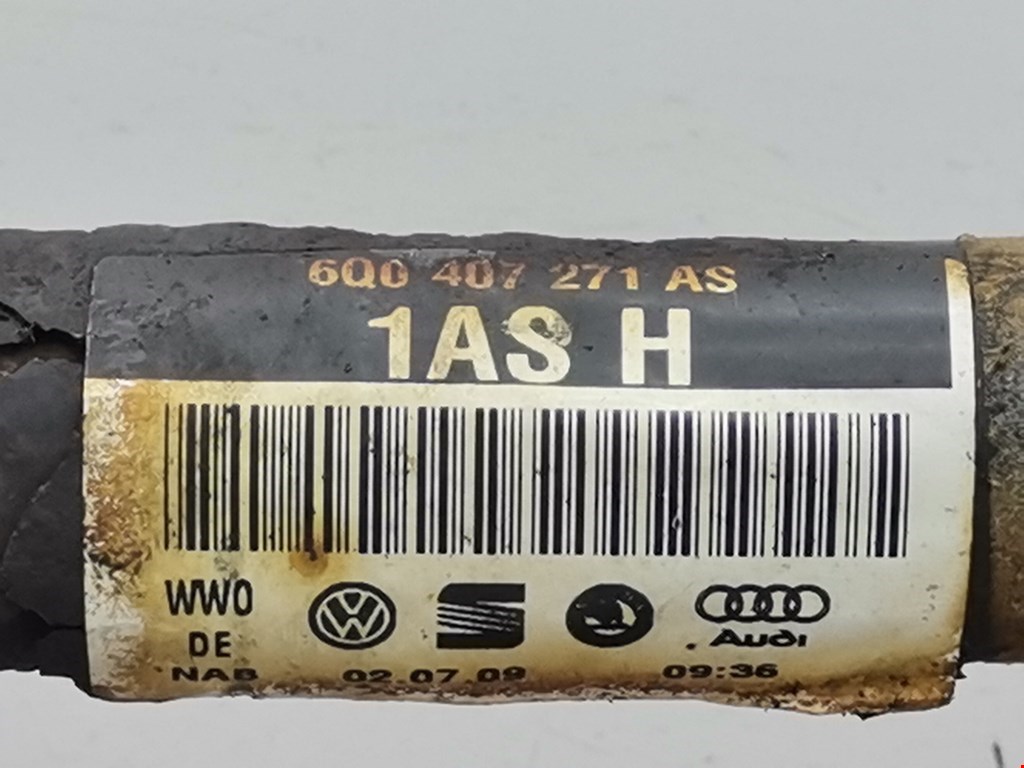 6Q0 407 271 AS
1AS H
WWO
DE
Audi
NAB 02.07.09 09:36